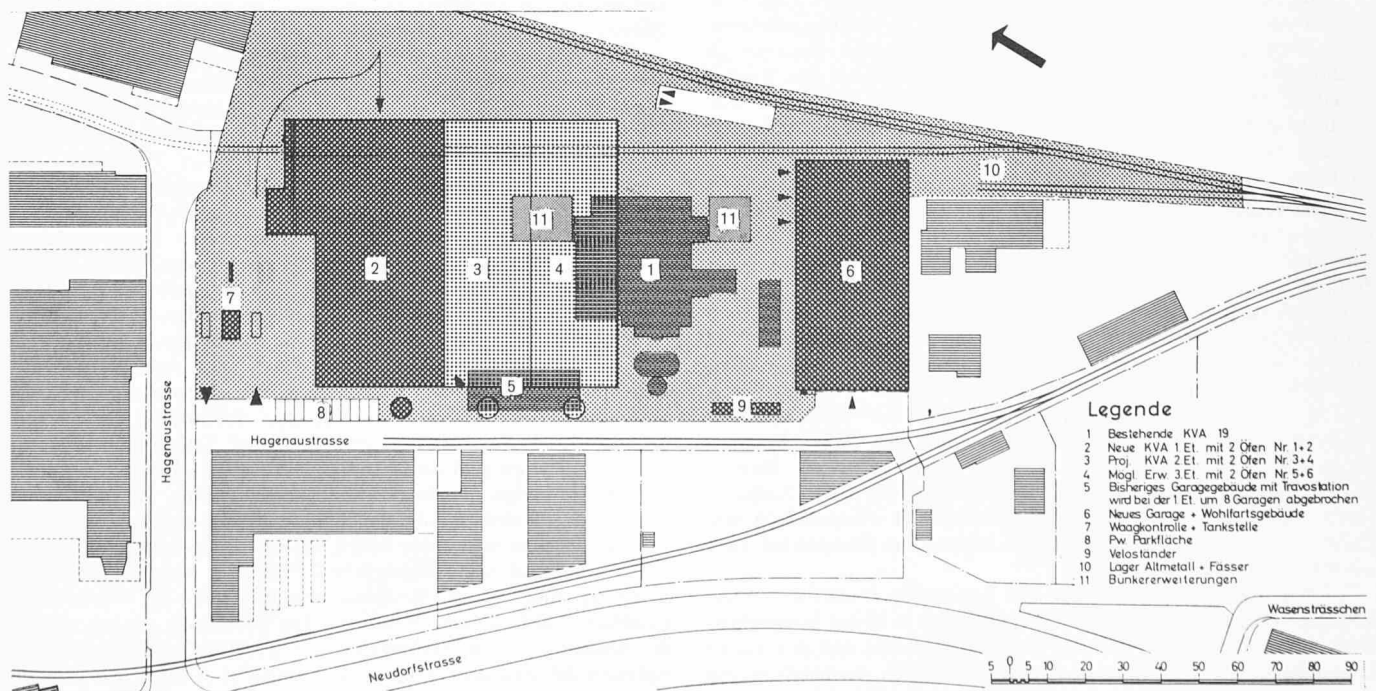 10
11
11
2
3
4
1
6
7
5
8
9
Hagenaustrasse
Hagenaustrasse
Neudorfstrasse
Wasensträsschen
Legende
1 Bestehende KVA 19
2 Neue KVA 1 Et. mit 2 Öfen Nr. 1+2
3 Proj. KVA 2.Et. mit 2 Öfen Nr. 3+4
4 Mögl. Erw. 3.Et. mit 2 Öfen Nr. 5+6
5 Bisheriges Garagegebäude mit Travostation
wird bei der 1.Et. um 8 Garagen abgebrochen
6 Neues Garage + Wohlfartsgebäude
7 Waagkontrolle + Tankstelle
8 Pw. Parkfläche
9 Veloständer
10 Lager Altmetall + Fässer
11 Bunkererweiterungen
5 0 5 10 20 30 40 50 60 70 80 90